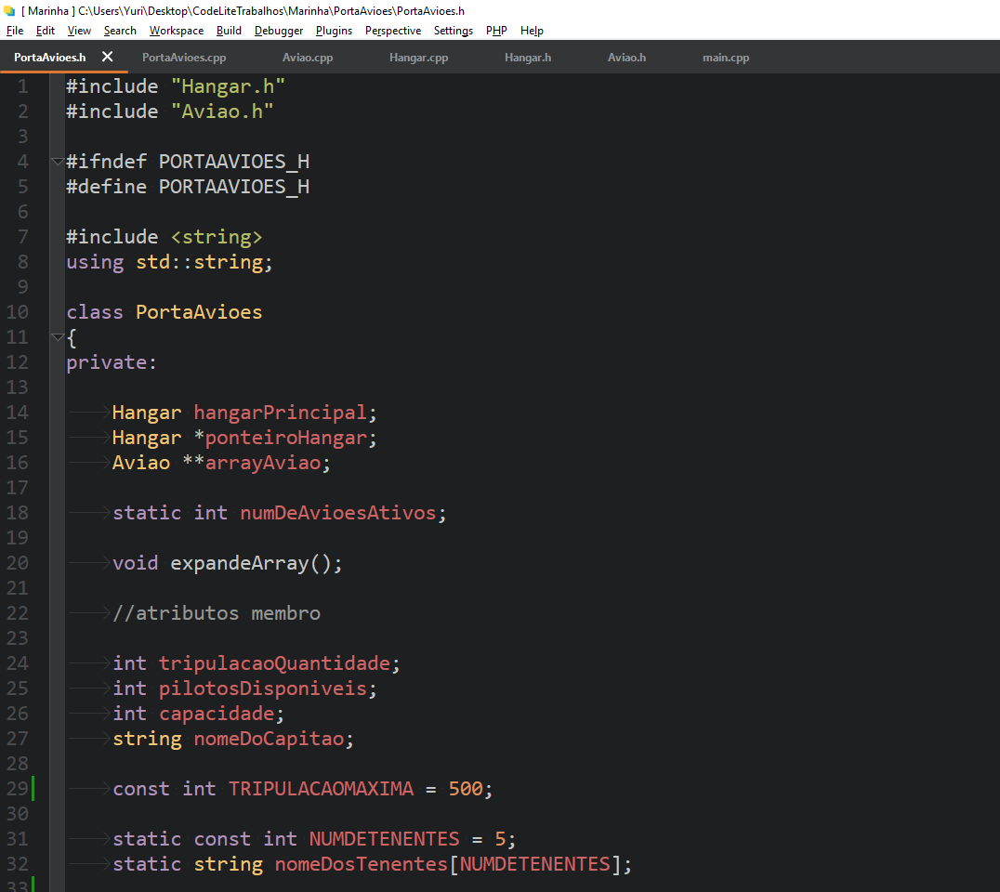 [ Marinha ] C:\Users\Yuri\Desktop\CodeLiteTrabalhos\Marinha\PortaAvioes\PortaAvioes.h
File Edit View Search Workspace Build Debugger Plugins Perspective Settings PHP Help
PortaAvioes.h PortaAvioes.cpp Aviao.cpp Hangar.cpp Hangar.h Aviao.h main.cpp
1 #include "Hangar.h"
2 #include "Aviao.h"
3
4 #ifndef PORTAAVIOES_H
5 #define PORTAAVIOES_H
6
7 #include <string>
8 using std::string;
9
10 class PortaAvioes
11 {
12 private:
13
14 Hangar hangarPrincipal;
15 Hangar *ponteiroHangar;
16 Aviao **arrayAviao;
17
18 static int numDeAvioesAtivos;
19
20 void expandeArray();
21
22 //atributos membro
23
24 int tripulacaoQuantidade;
25 int pilotosDisponiveis;
26 int capacidade;
27 string nomeDoCapitao;
28
29 const int TRIPULACAOMAXIMA = 500;
30
31 static const int NUMDETENENTES = 5;
32 static string nomeDosTenentes[NUMDETENENTES];
33